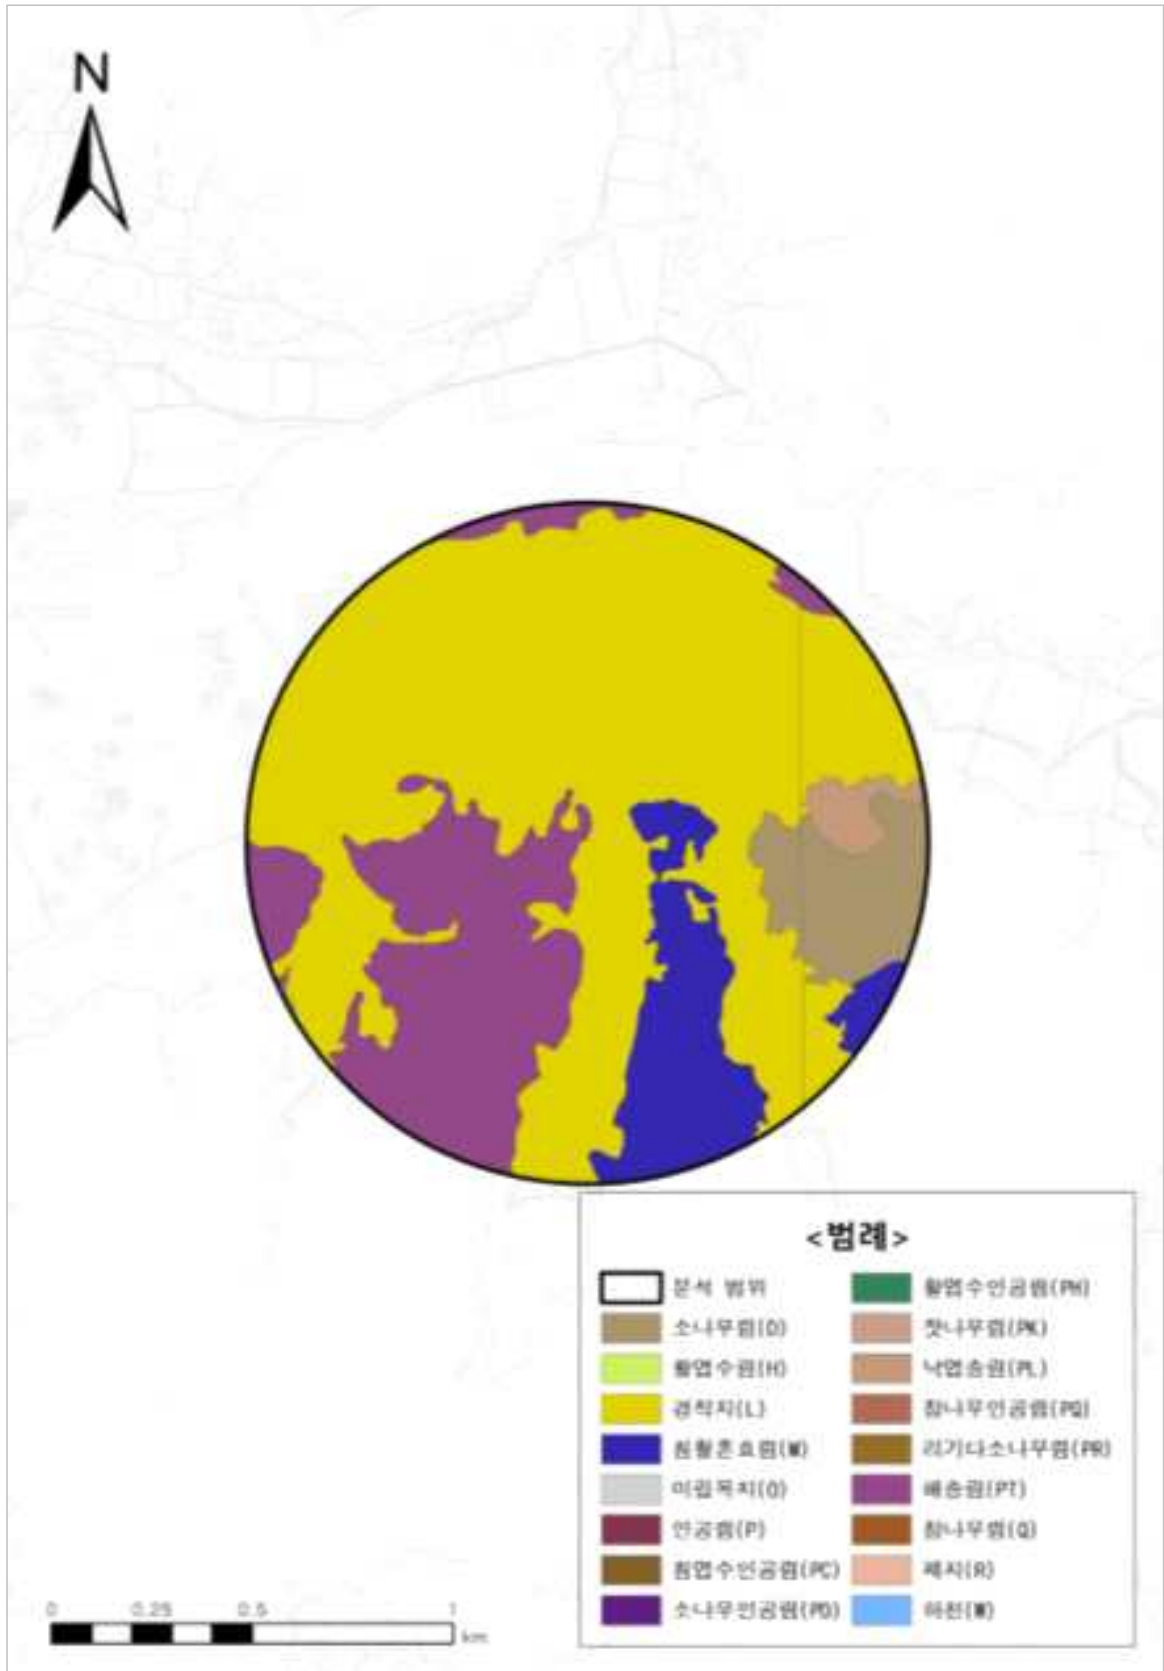 N
<범례>
분석 범위
소나무림(D)
활엽수림(H)
경작지(L)
침활혼효림(M)
미립목지(O)
인공림(P)
침엽수인공림(PC)
소나무인공림(PD)
활엽수인공림(PH)
잣나무림(PK)
낙엽송림(PL)
참나무인공림(PQ)
리기다소나무림(PR)
해송림(PT)
참나무림(Q)
제지(R)
하천(W)
0 0.25 0.5 1
km